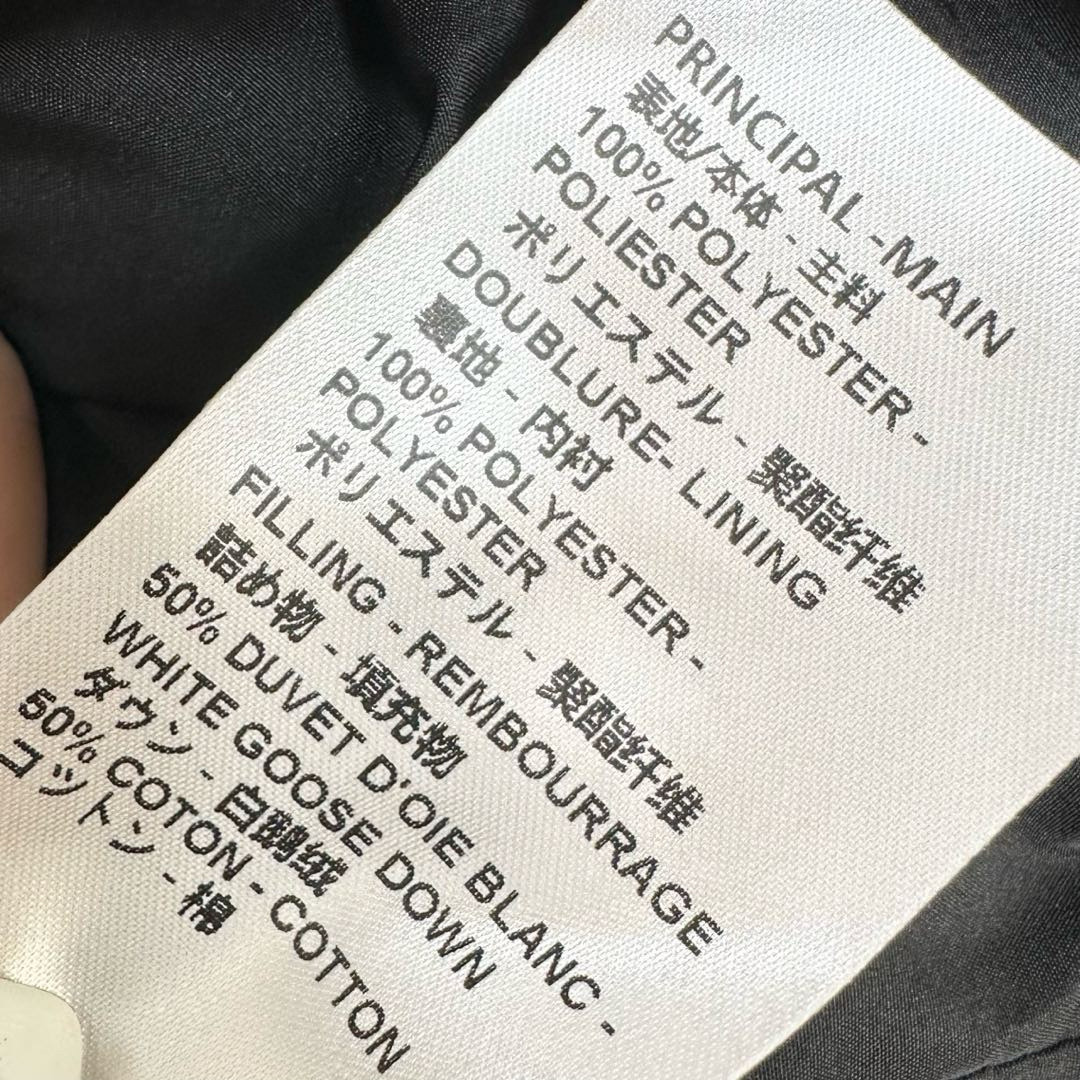 PRINCIPAL -MAIN
表地/本体 - 主料
100% POLYESTER -
POLIESTER
ポリエステル - 聚酯纤维
DOUBLURE- LINING
裏地 - 内衬
100% POLYESTER -
POLYESTER
ポリエステル - 聚酯纤维
FILLING - REMBOURRAGE
詰め物 - 填充物
50% DUVET D'OIE BLANC -
WHITE GOOSE DOWN
ダウン - 白鹅绒
50% COTON - COTTON
コットン - 棉